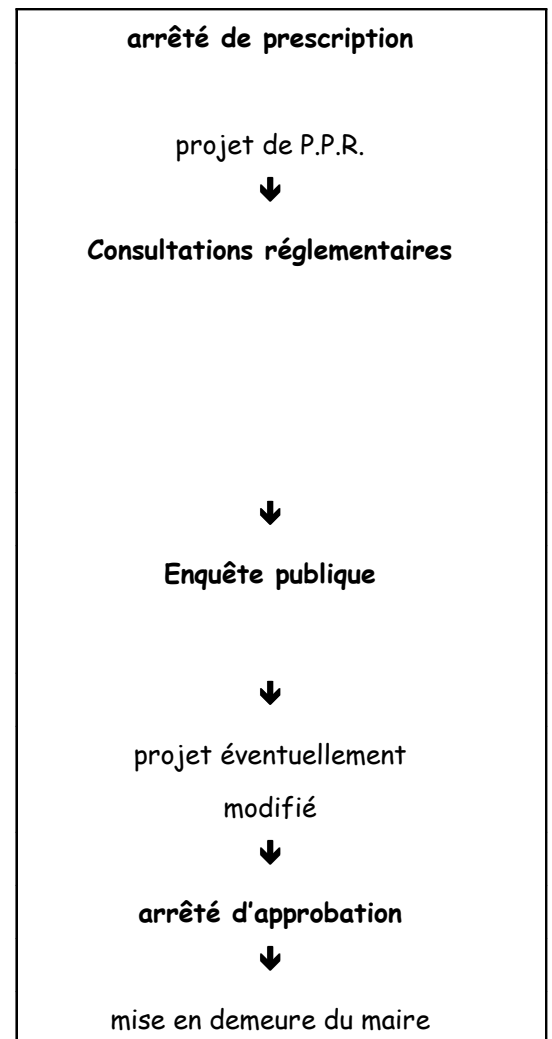 arrêté de prescription
projet de P.P.R.
Consultations réglementaires
Enquête publique
projet éventuellement
modifié
arrêté d'approbation
mise en demeure du maire